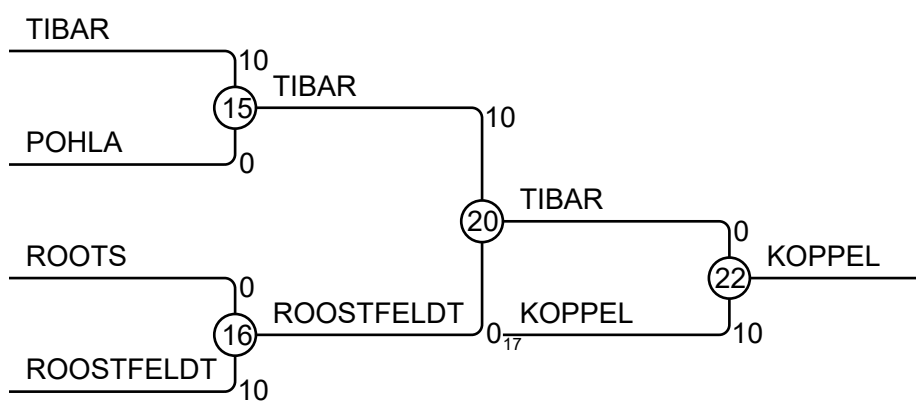 TIBAR
10
15
TIBAR
10
POHLA
0
20
TIBAR
0
ROOTS
0
22
KOPPEL
16
ROOSTFELDT
0
17
KOPPEL
10
ROOSTFELDT
10